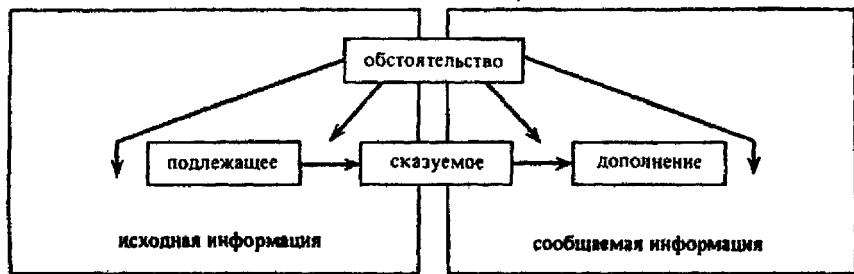 обстоятельство
подлежащее
сказуемое
дополнение
исходная информация
сообщаемая информация